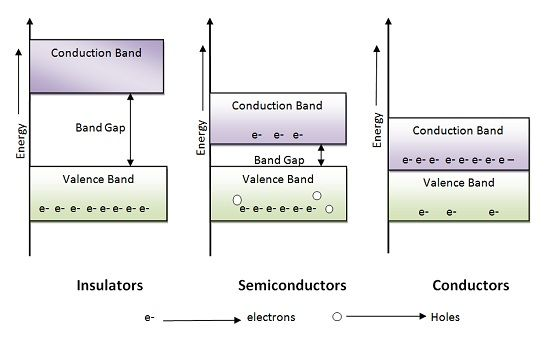 Energy
Conduction Band
Band Gap
Valence Band
e- e- e- e- e- e- e-
Insulators
Energy
Conduction Band
e- e- e-
Band Gap
Valence Band
e- e- e- e- e- e-
Semiconductors
Energy
Conduction Band
e- e- e- e- e- e- e –
Valence Band
e- e- e-
Conductors
e- electrons
Holes